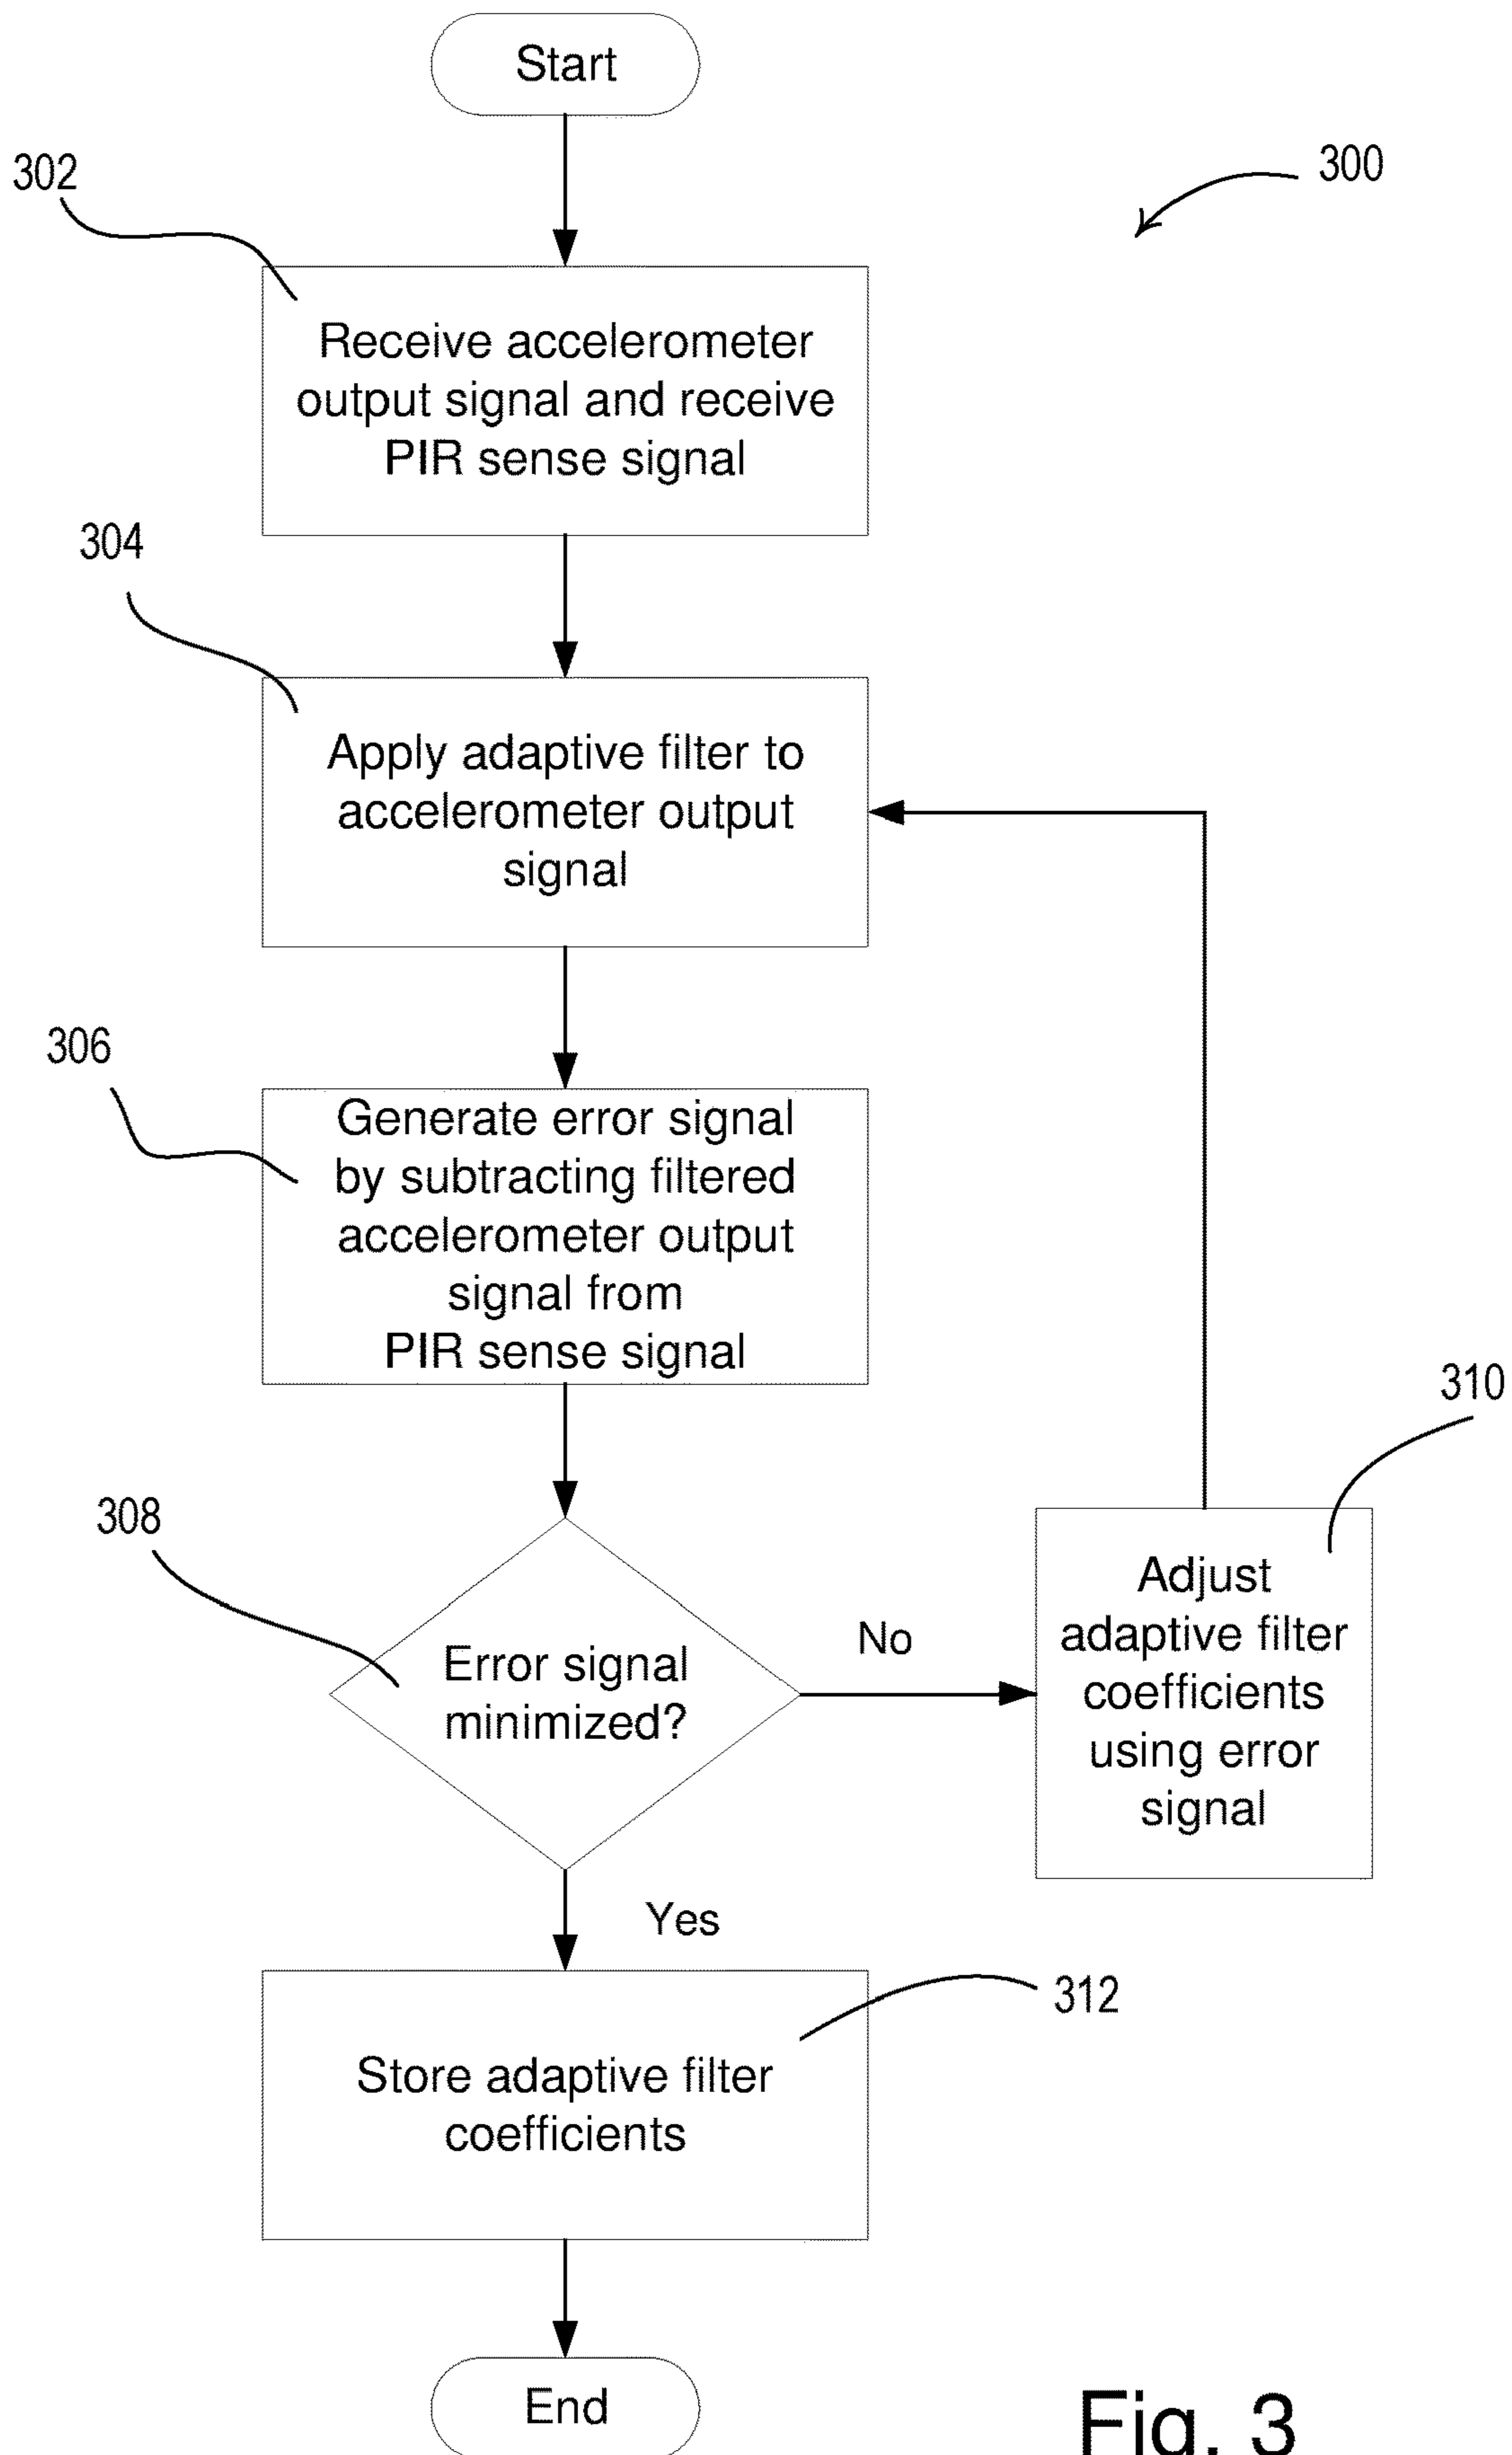 Start
300
302
Receive accelerometer
output signal and receive
PIR sense signal
304
Apply adaptive filter to
accelerometer output
signal
306
Generate error signal
by subtracting filtered
accelerometer output
signal from
PIR sense signal
308
Error signal
minimized?
No
310
Adjust
adaptive filter
coefficients
using error
signal
Yes
312
Store adaptive filter
coefficients
End
Fig. 3